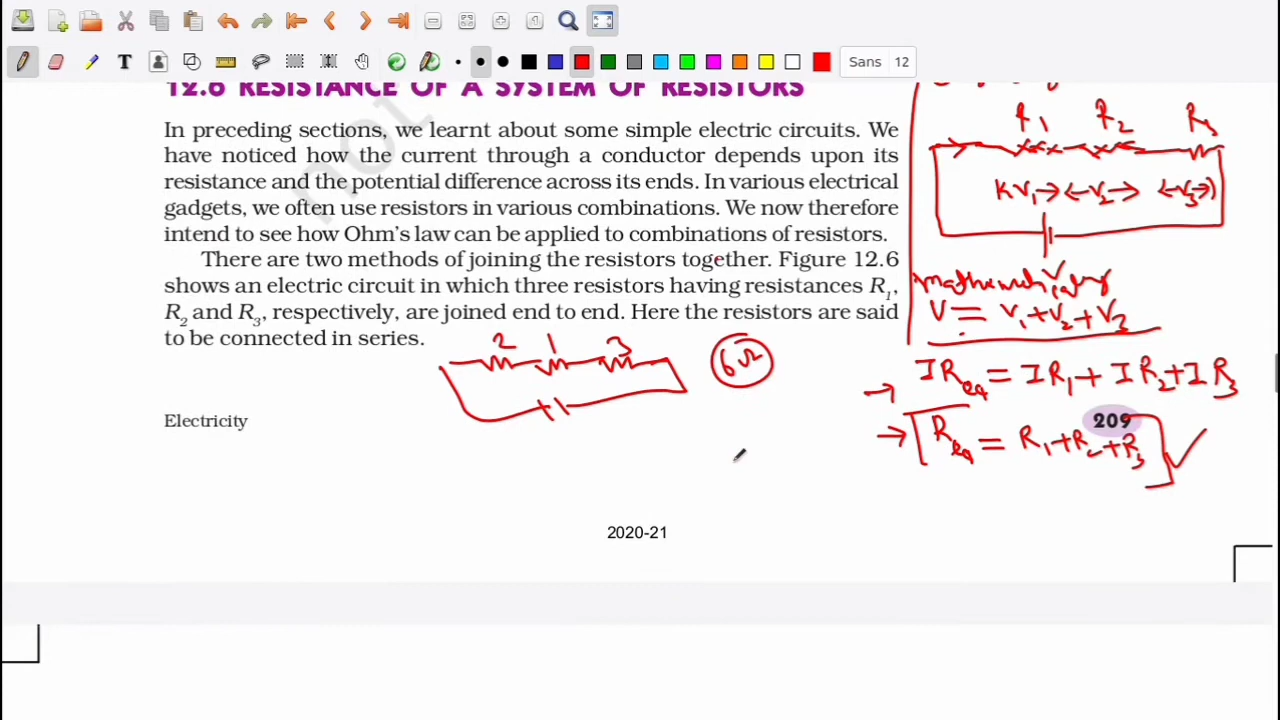 Sans 12
12.6 RESISTANCE OF A SYSTEM OF RESISTORS
In preceding sections, we learnt about some simple electric circuits. We
have noticed how the current through a conductor depends upon its
resistance and the potential difference across its ends. In various electrical
gadgets, we often use resistors in various combinations. We now therefore
intend to see how Ohm's law can be applied to combinations of resistors.
There are two methods of joining the resistors together. Figure 12.6
shows an electric circuit in which three resistors having resistances R1,
R2 and R3, respectively, are joined end to end. Here the resistors are said
to be connected in series.
2 1 3
6Ω
Electricity
209
2020-21
R1 R2 R3
V1 V2 V3
V
V = V1+V2+V3
IReq = IR1 + IR2 + IR3
Req = R1+R2+R3
not